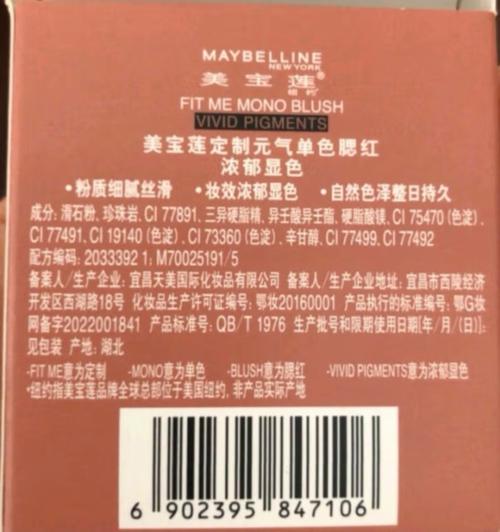 MAYBELLINE
NEW YORK
美宝莲®
纽约
FIT ME MONO BLUSH
VIVID PIGMENTS
美宝莲定制元气单色腮红
浓郁显色
•粉质细腻丝滑 •妆效浓郁显色 •自然色泽整日持久
成分: 滑石粉, 珍珠岩, CI 77891, 三异硬脂精, 异壬酸异壬酯, 硬脂酸镁, CI 75470 (色淀),
CI 77491, CI 19140 (色淀), CI 73360 (色淀), 辛甘醇, CI 77499, CI 77492
配方编码: 2033392 1: M70025191/5
备案人/生产企业: 宜昌天美国际化妆品有限公司 备案人/生产企业地址: 宜昌市西陵经济
开发区西湖路18号 化妆品生产许可证编号: 鄂妆20160001 产品执行的标准编号: 鄂G妆
网备字2022001841 产品标准号: QB/T 1976 生产批号和限期使用日期[年/月/(日)]:
见包装 产地: 湖北
-FIT ME意为定制 -MONO意为单色 -BLUSH意为腮红 -VIVID PIGMENTS意为浓郁显色
*纽约指美宝莲品牌全球总部位于美国纽约, 非产品实际产地
6 902395 847106